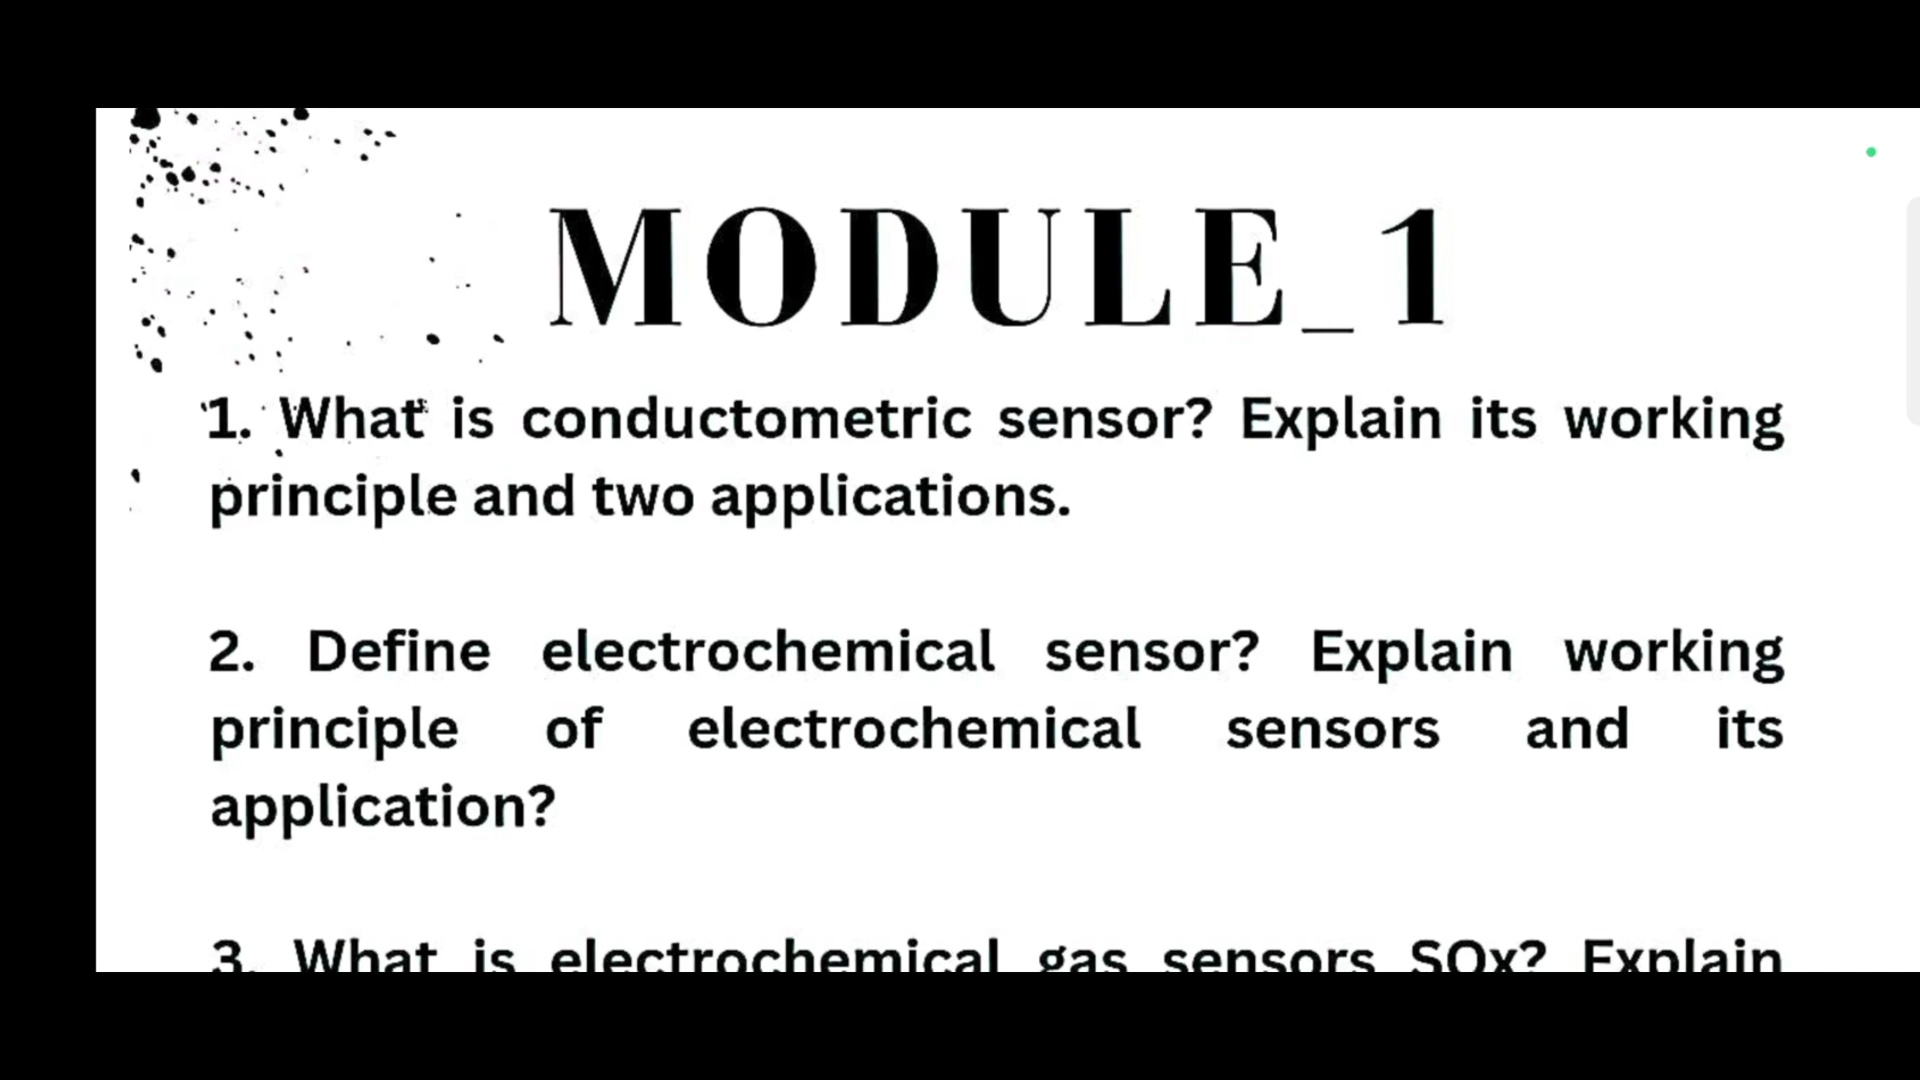 MODULE_1
1. What is conductometric sensor? Explain its working
principle and two applications.
2. Define electrochemical sensor? Explain working
principle of electrochemical sensors and its
application?
3. What is electrochemical gas sensors SOx? Explain